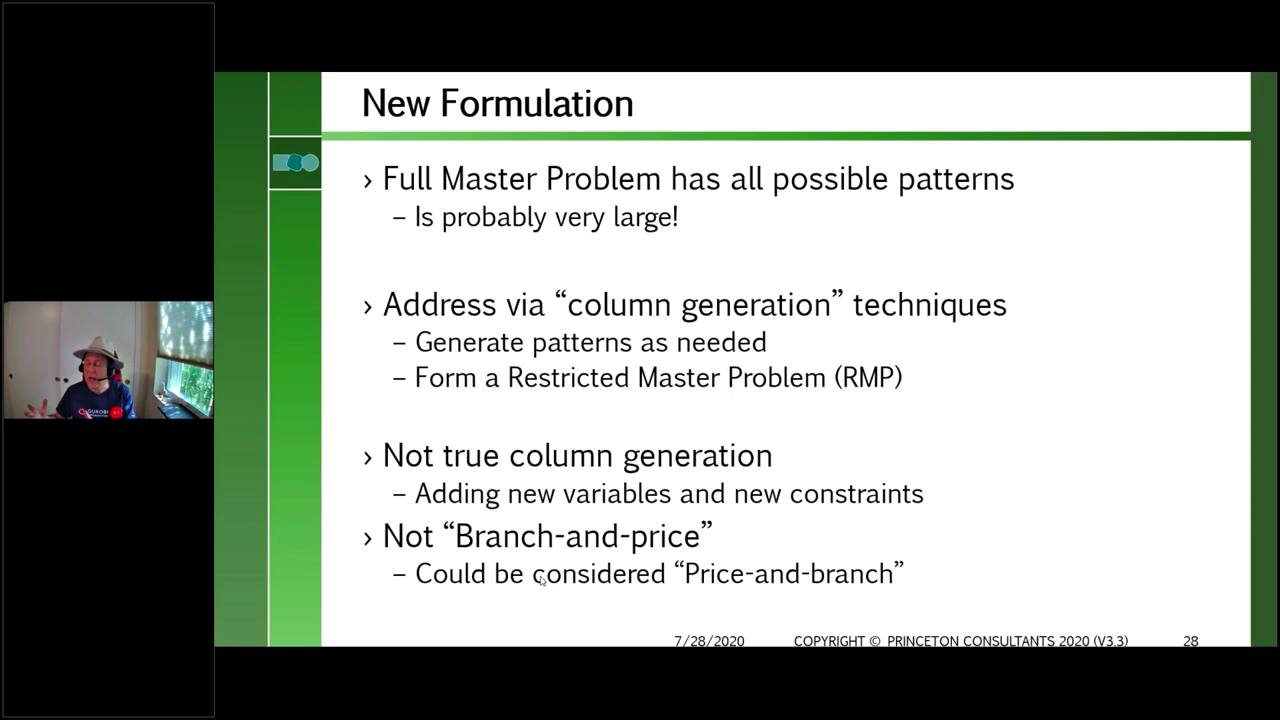 New Formulation
› Full Master Problem has all possible patterns
– Is probably very large!
› Address via “column generation” techniques
– Generate patterns as needed
– Form a Restricted Master Problem (RMP)
› Not true column generation
– Adding new variables and new constraints
› Not “Branch-and-price”
– Could be considered “Price-and-branch”
7/28/2020 COPYRIGHT © PRINCETON CONSULTANTS 2020 (V3.3) 28
GUROBI